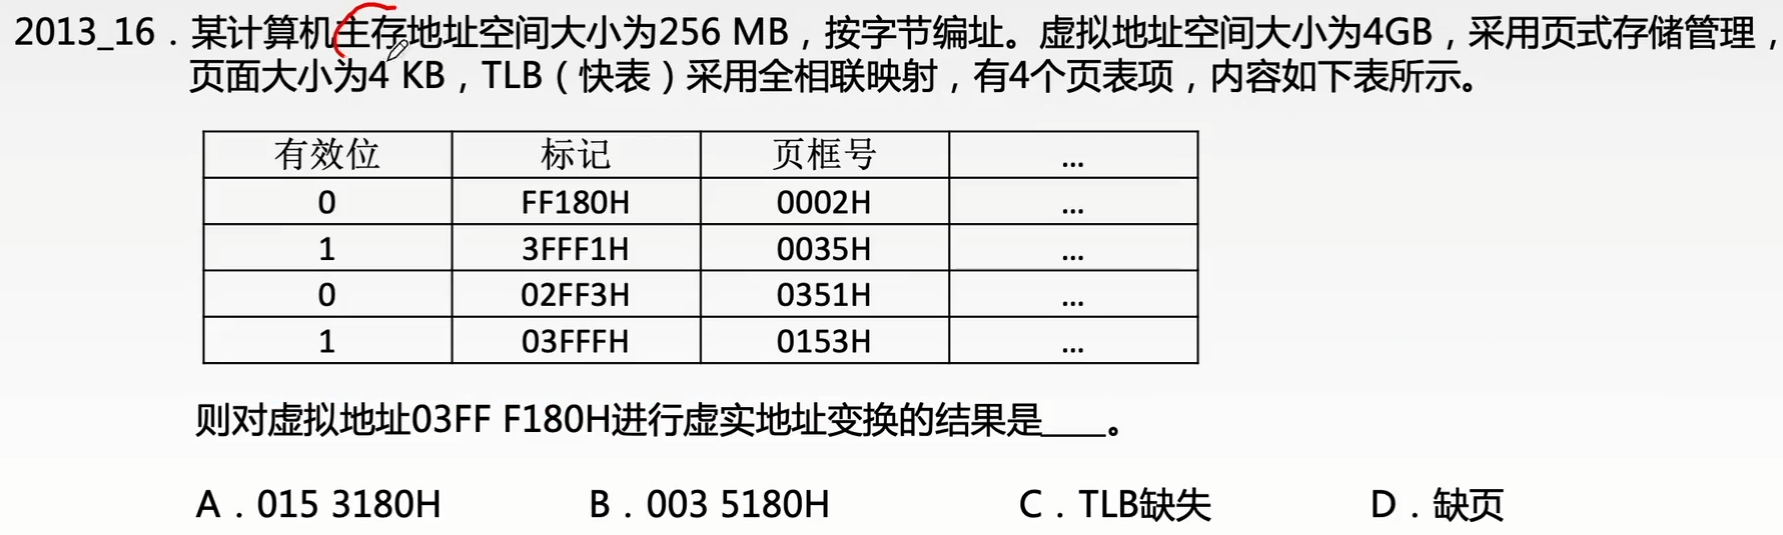 2013_16．某计算机主存地址空间大小为256 MB，按字节编址。虚拟地址空间大小为4GB，采用页式存储管理，
页面大小为4 KB，TLB（快表）采用全相联映射，有4个页表项，内容如下表所示。
有效位 标记 页框号 ...
0 FF180H 0002H ...
1 3FFF1H 0035H ...
0 02FF3H 0351H ...
1 03FFFH 0153H ...
则对虚拟地址03FF F180H进行虚实地址变换的结果是____。
A．015 3180H B．003 5180H C．TLB缺失 D．缺页